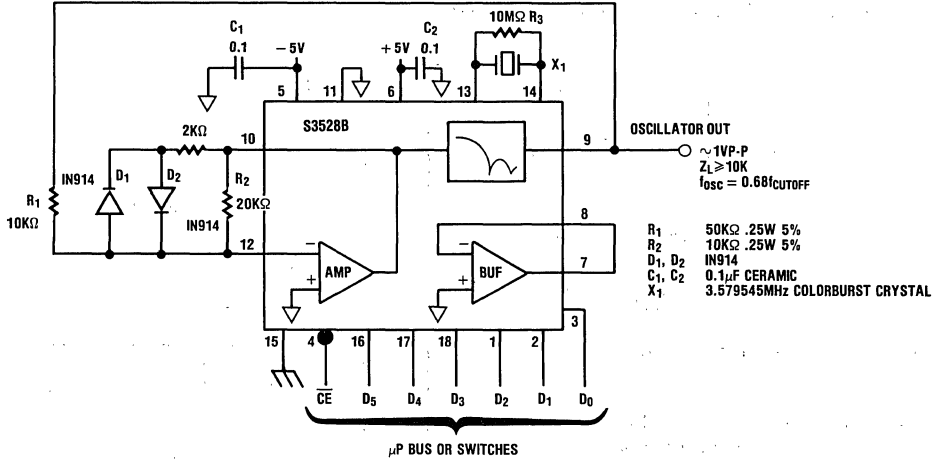 C1
0.1
– 5V
+ 5V
C2
0.1
10MΩ R3
X1
5
11
6
13
14
S3528B
2KΩ
10
9
OSCILLATOR OUT
~ 1VP-P
ZL ⩾ 10K
fOSC = 0.68fCUTOFF
IN914
D1
D2
R2
20KΩ
R1
10KΩ
IN914
12
–
AMP
+
–
BUF
+
8
7
3
R1 50KΩ .25W 5%
R2 10KΩ .25W 5%
D1, D2 IN914
C1, C2 0.1μF CERAMIC
X1 3.579545MHz COLORBURST CRYSTAL
15
4
16
17
18
1
2
C̅E̅
D5
D4
D3
D2
D1
D0
μP BUS OR SWITCHES